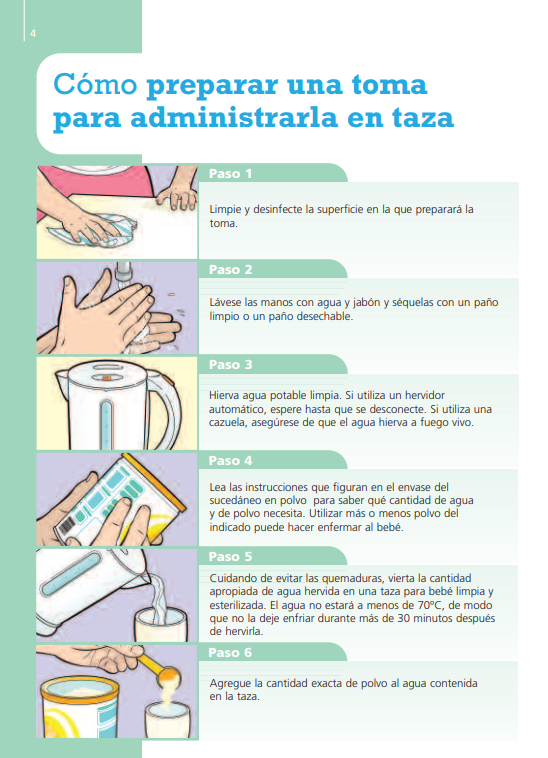 4
Cómo preparar una toma
para administrarla en taza
Paso 1
Limpie y desinfecte la superficie en la que preparará la
toma.
Paso 2
Lávese las manos con agua y jabón y séquelas con un paño
limpio o un paño desechable.
Paso 3
Hierva agua potable limpia. Si utiliza un hervidor
automático, espere hasta que se desconecte. Si utiliza una
cazuela, asegúrese de que el agua hierva a fuego vivo.
Paso 4
Lea las instrucciones que figuran en el envase del
sucedáneo en polvo para saber qué cantidad de agua
y de polvo necesita. Utilizar más o menos polvo del
indicado puede hacer enfermar al bebé.
Paso 5
Cuidando de evitar las quemaduras, vierta la cantidad
apropiada de agua hervida en una taza para bebé limpia y
esterilizada. El agua no estará a menos de 70ºC, de modo
que no la deje enfriar durante más de 30 minutos después
de hervirla.
Paso 6
Agregue la cantidad exacta de polvo al agua contenida
en la taza.